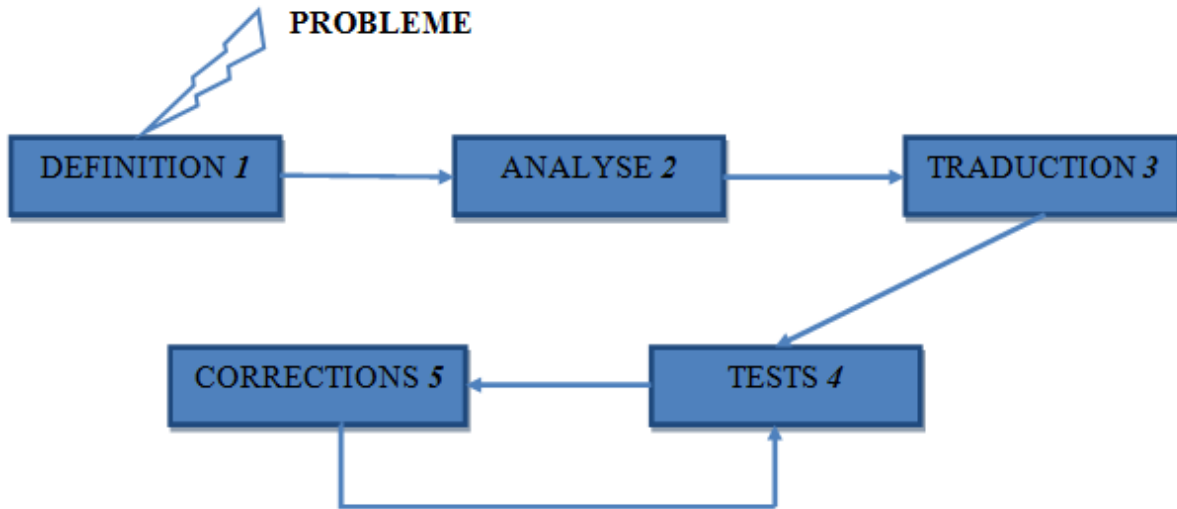 PROBLEME
DEFINITION 1
ANALYSE 2
TRADUCTION 3
CORRECTIONS 5
TESTS 4